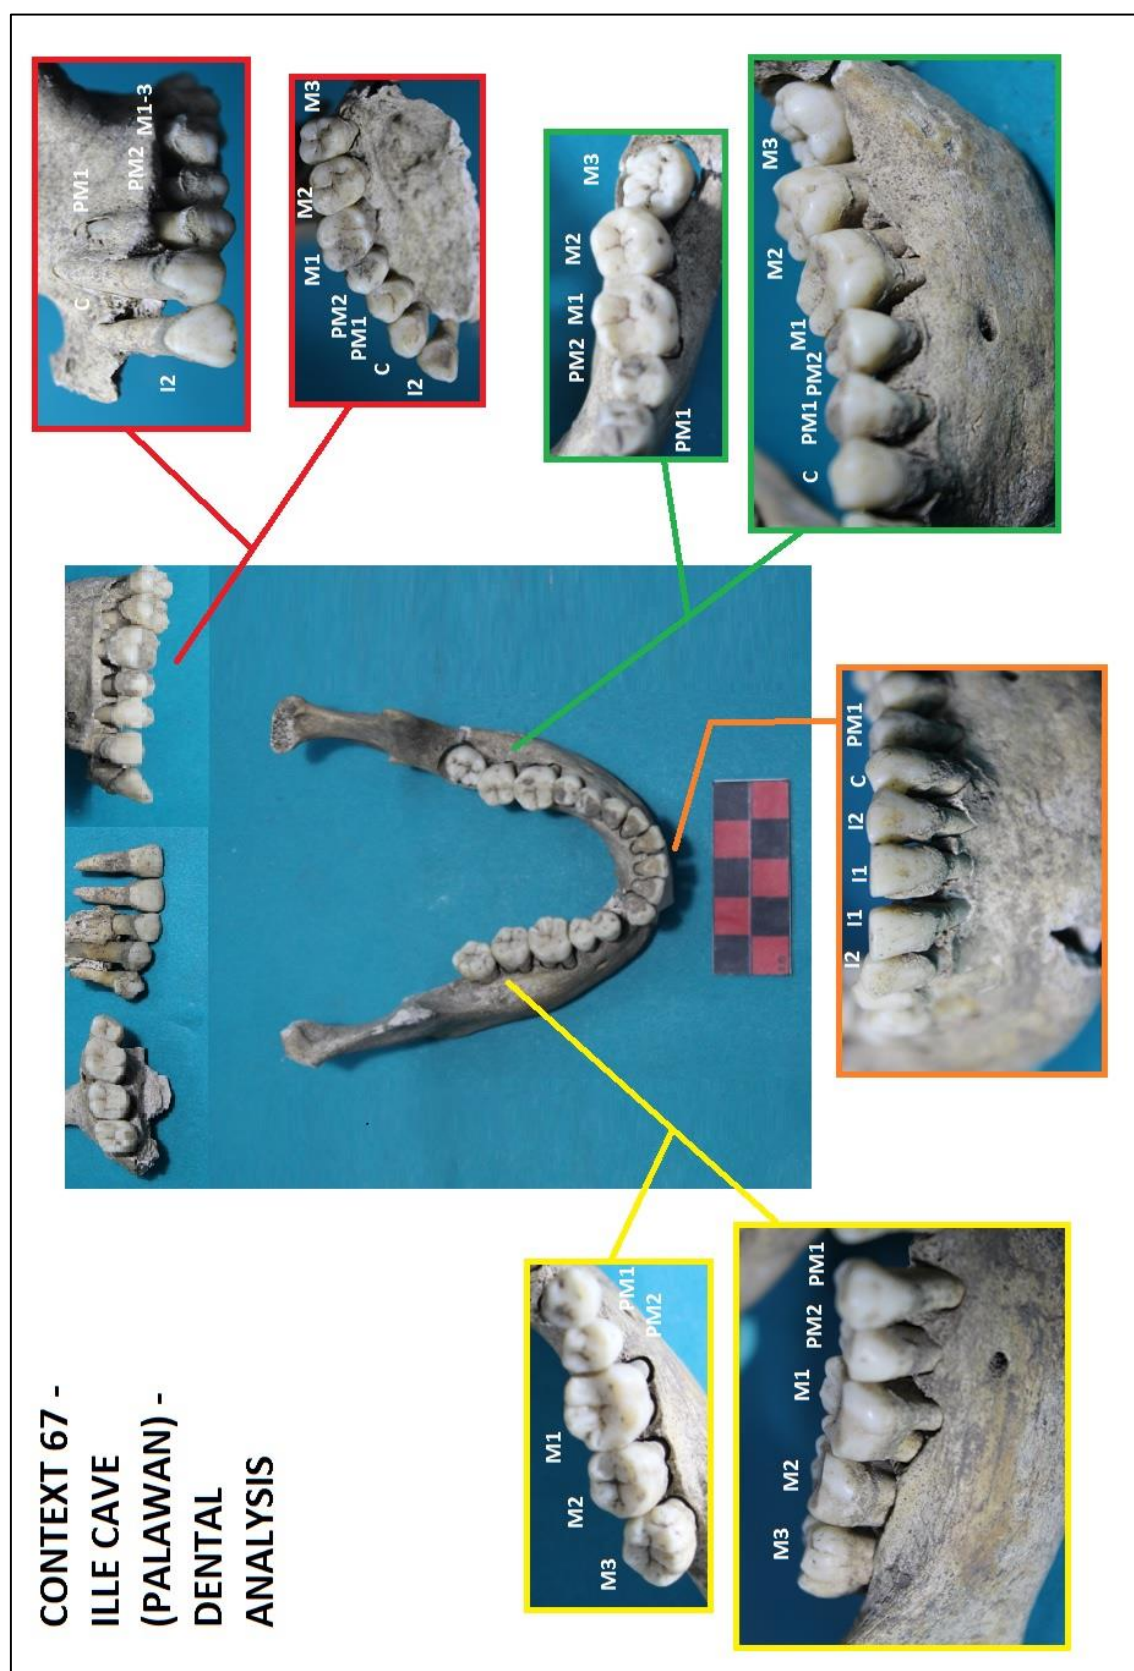 CONTEXT 67 -
ILLE CAVE
(PALAWAN) -
DENTAL
ANALYSIS
I2
C
PM1
PM2
M1-3
I2
C
PM1
PM2
M1
M2
M3
PM1
PM2
M1
M2
M3
C
PM1
PM2
M1
M2
M3
I2
I1
I1
I2
C
PM1
M3
M2
M1
PM2
PM1
M3
M2
M1
PM2
PM1